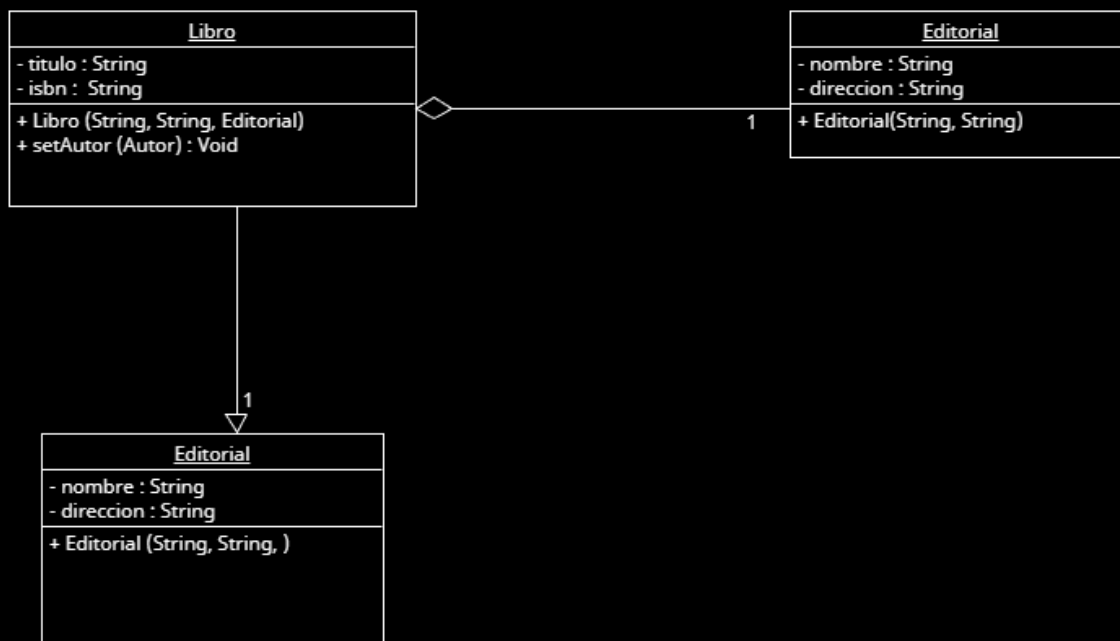 Libro
- titulo : String
- isbn : String
+ Libro (String, String, Editorial)
+ setAutor (Autor) : Void
1
Editorial
- nombre : String
- direccion : String
+ Editorial(String, String)
1
Editorial
- nombre : String
- direccion : String
+ Editorial (String, String, )